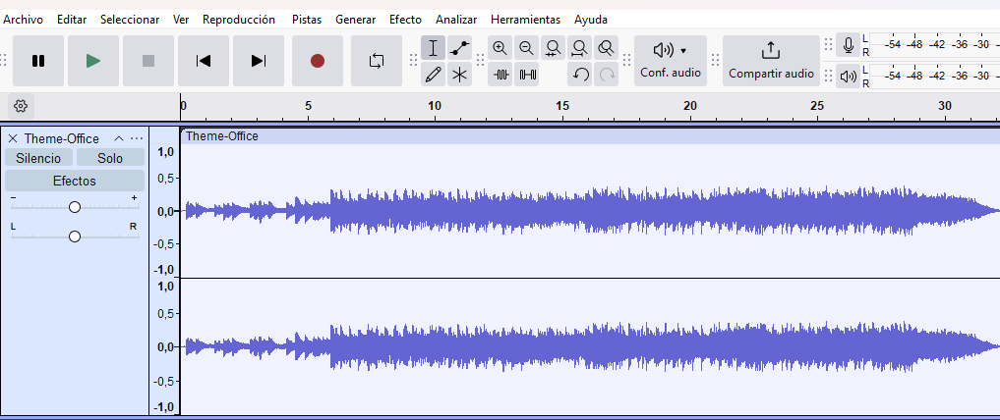 Archivo Editar Seleccionar Ver Reproducción Pistas Generar Efecto Analizar Herramientas Ayuda
L -54 -48 -42 -36 -30
R
Conf. audio
Compartir audio
L -54 -48 -42 -36 -30
R
0 5 10 15 20 25 30
Theme-Office
Theme-Office
Silencio Solo
Efectos
- +
L R
1,0
0,5
0,0
-0,5
-1,0
1,0
0,5
0,0
-0,5
-1,0